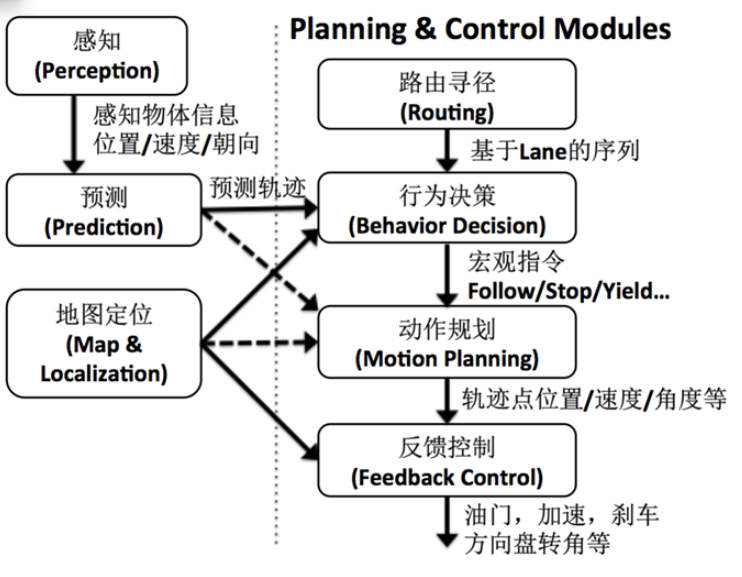 Planning & Control Modules
感知
(Perception)
感知物体信息
位置/速度/朝向
预测
(Prediction)
预测轨迹
地图定位
(Map &
Localization)
路由寻径
(Routing)
基于Lane的序列
行为决策
(Behavior Decision)
宏观指令
Follow/Stop/Yield...
动作规划
(Motion Planning)
轨迹点位置/速度/角度等
反馈控制
(Feedback Control)
油门，加速，刹车
方向盘转角等